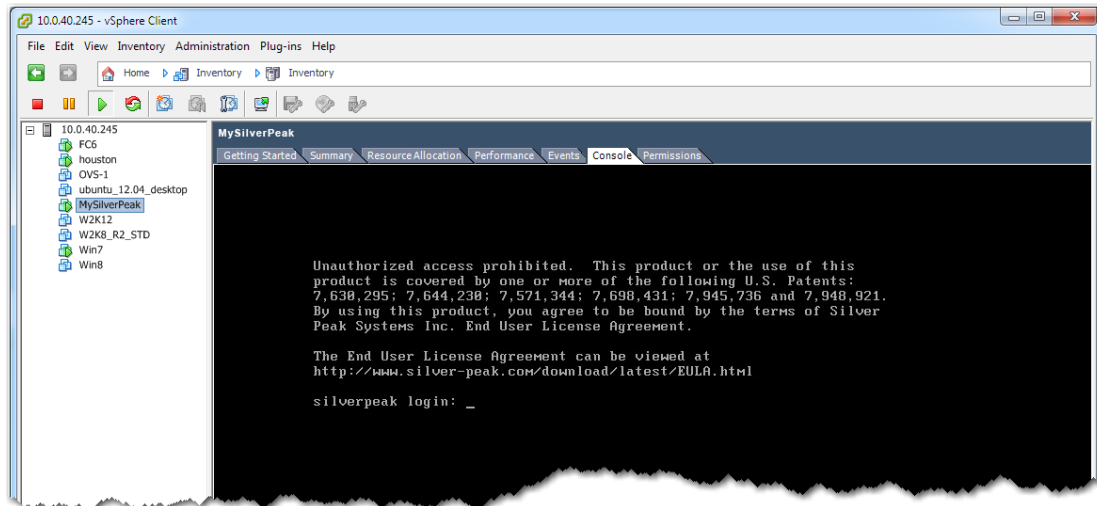 10.0.40.245 - vSphere Client
File Edit View Inventory Administration Plug-ins Help
Home Inventory Inventory
10.0.40.245
FC6
houston
OVS-1
ubuntu_12.04_desktop
MySilverPeak
W2K12
W2K8_R2_STD
Win7
Win8
MySilverPeak
Getting Started Summary Resource Allocation Performance Events Console Permissions
Unauthorized access prohibited. This product or the use of this
product is covered by one or more of the following U.S. Patents:
7,630,295; 7,644,230; 7,571,344; 7,698,431; 7,945,736 and 7,948,921.
By using this product, you agree to be bound by the terms of Silver
Peak Systems Inc. End User License Agreement.
The End User License Agreement can be viewed at
http://www.silver-peak.com/download/latest/EULA.html
silverpeak login: _